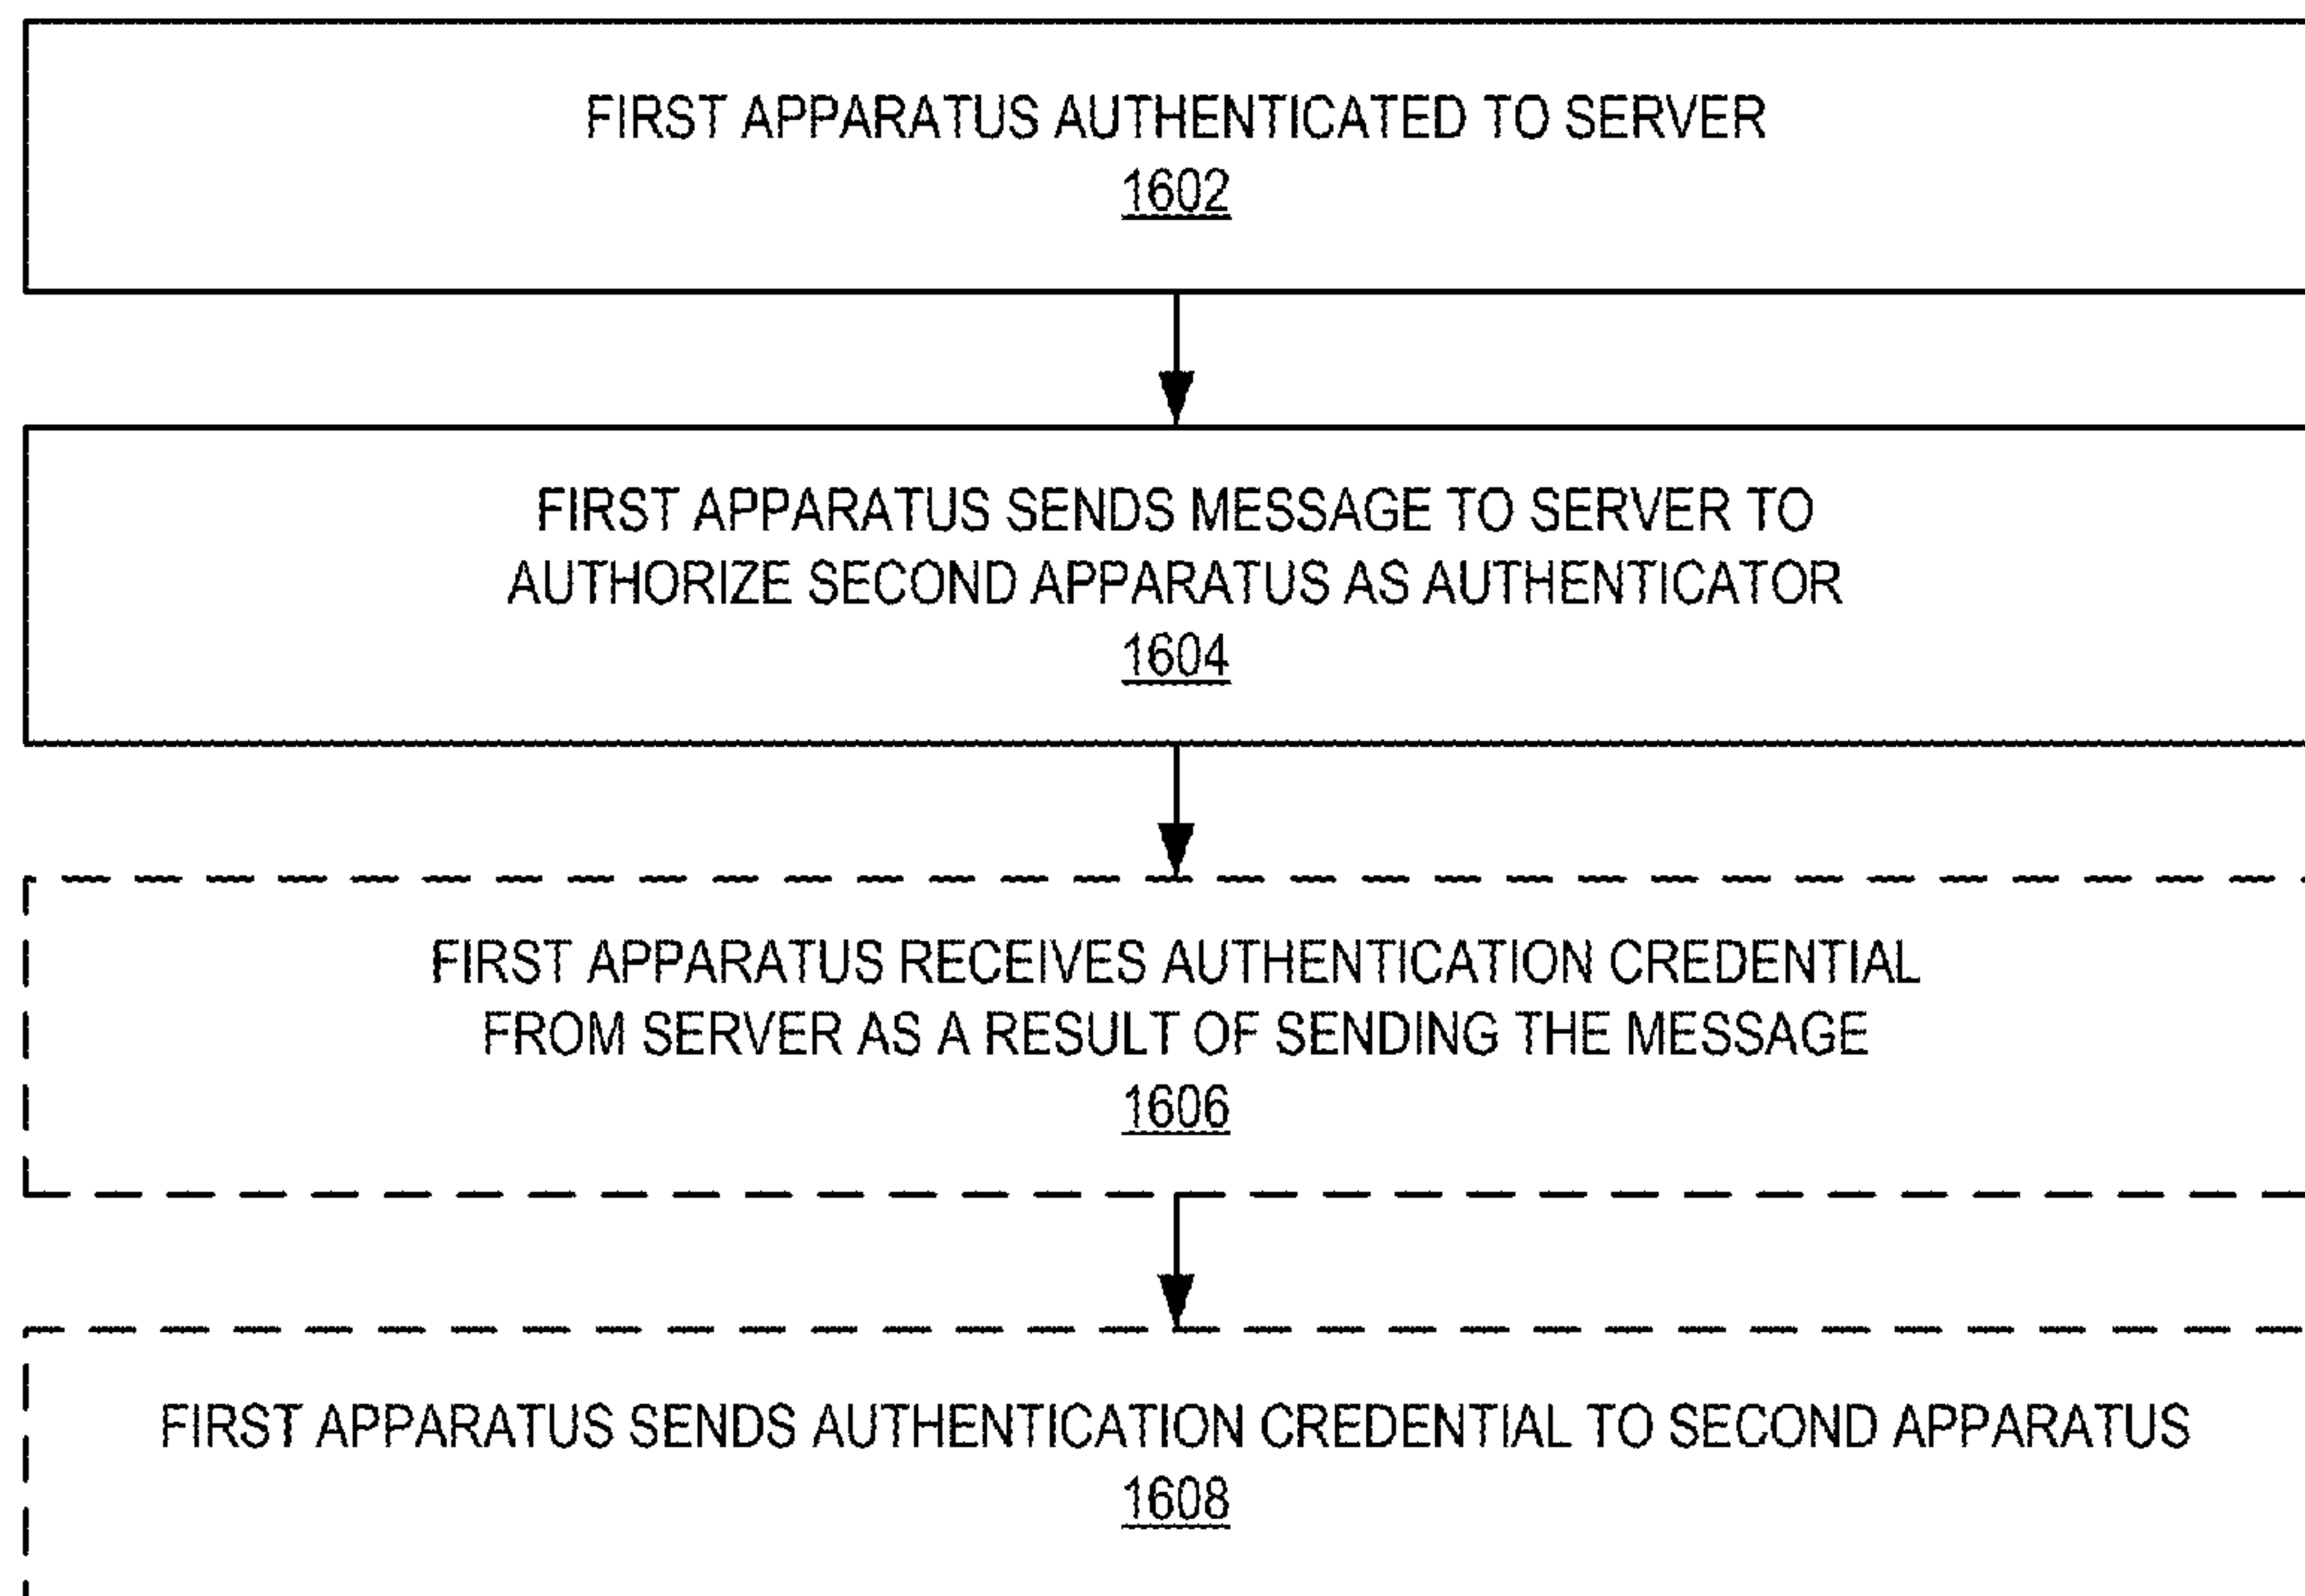 FIRST APPARATUS AUTHENTICATED TO SERVER
1602
FIRST APPARATUS SENDS MESSAGE TO SERVER TO
AUTHORIZE SECOND APPARATUS AS AUTHENTICATOR
1604
FIRST APPARATUS RECEIVES AUTHENTICATION CREDENTIAL
FROM SERVER AS A RESULT OF SENDING THE MESSAGE
1606
FIRST APPARATUS SENDS AUTHENTICATION CREDENTIAL TO SECOND APPARATUS
1608